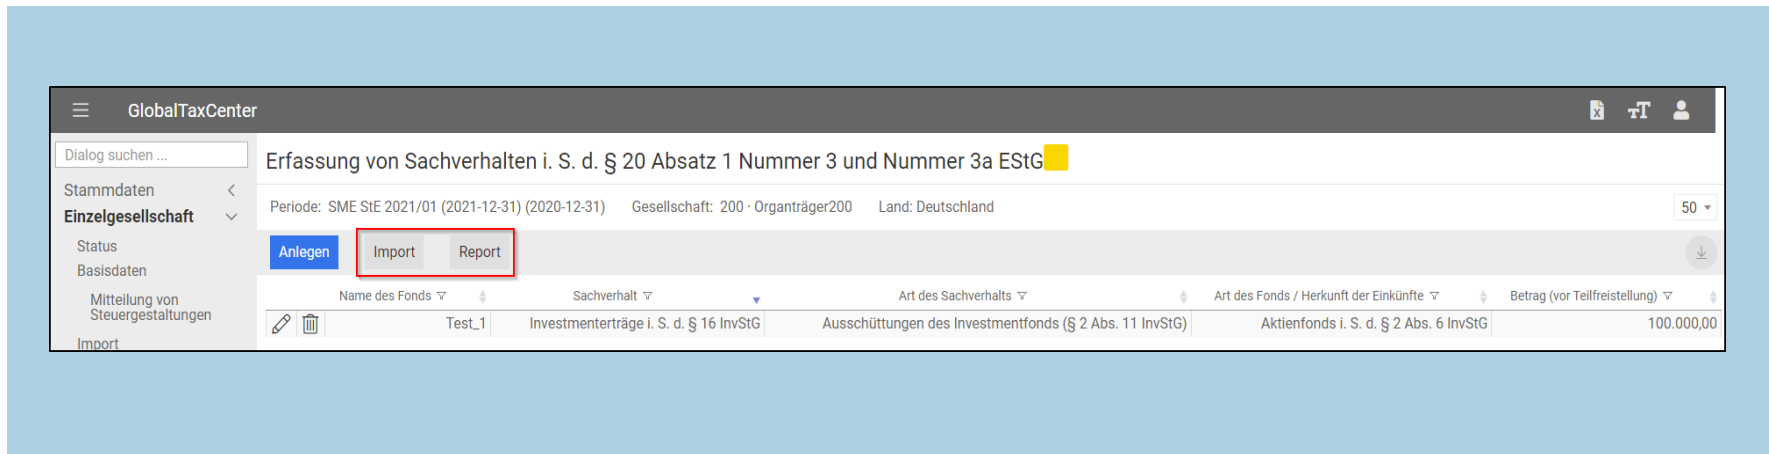 GlobalTaxCenter
Dialog suchen ...
Erfassung von Sachverhalten i. S. d. § 20 Absatz 1 Nummer 3 und Nummer 3a EStG
Stammdaten
Einzelgesellschaft
Periode: SME StE 2021/01 (2021-12-31) (2020-12-31) Gesellschaft: 200 · Organträger200 Land: Deutschland 50
Status
Basisdaten
Mitteilung von
Steuergestaltungen
Import
Anlegen Import Report
Name des Fonds Sachverhalt Art des Sachverhalts Art des Fonds / Herkunft der Einkünfte Betrag (vor Teilfreistellung)
Test_1 Investmenterträge i. S. d. § 16 InvStG Ausschüttungen des Investmentfonds (§ 2 Abs. 11 InvStG) Aktienfonds i. S. d. § 2 Abs. 6 InvStG 100.000,00